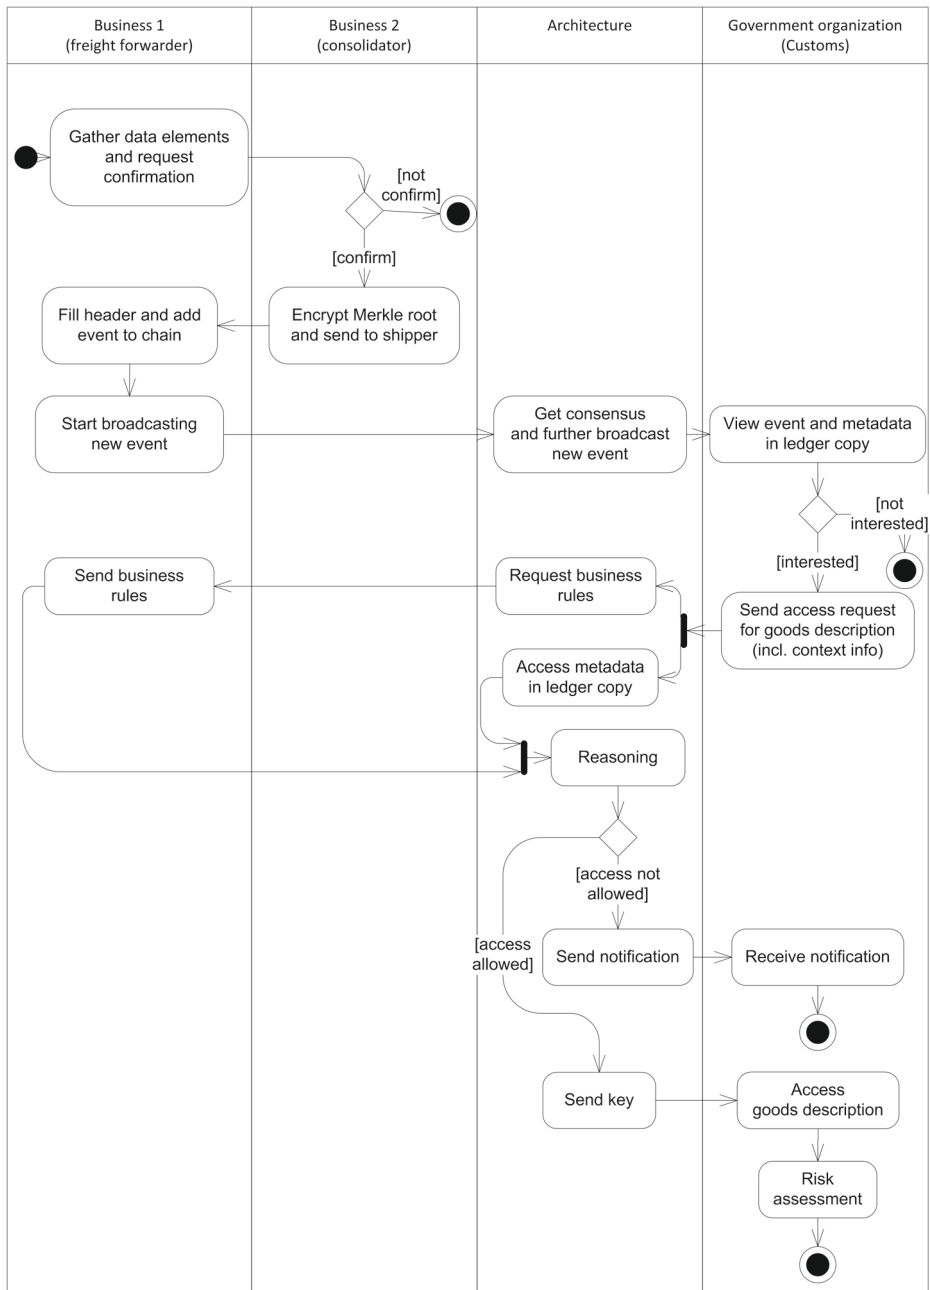 Business 1
(freight forwarder)
Business 2
(consolidator)
Architecture
Government organization
(Customs)
Gather data elements
and request
confirmation
[not
confirm]
[confirm]
Fill header and add
event to chain
Encrypt Merkle root
and send to shipper
Start broadcasting
new event
Get consensus
and further broadcast
new event
View event and metadata
in ledger copy
[not
interested]
[interested]
Send business
rules
Request business
rules
Send access request
for goods description
(incl. context info)
Access metadata
in ledger copy
Reasoning
[access not
allowed]
[access
allowed]
Send notification
Receive notification
Send key
Access
goods description
Risk
assessment